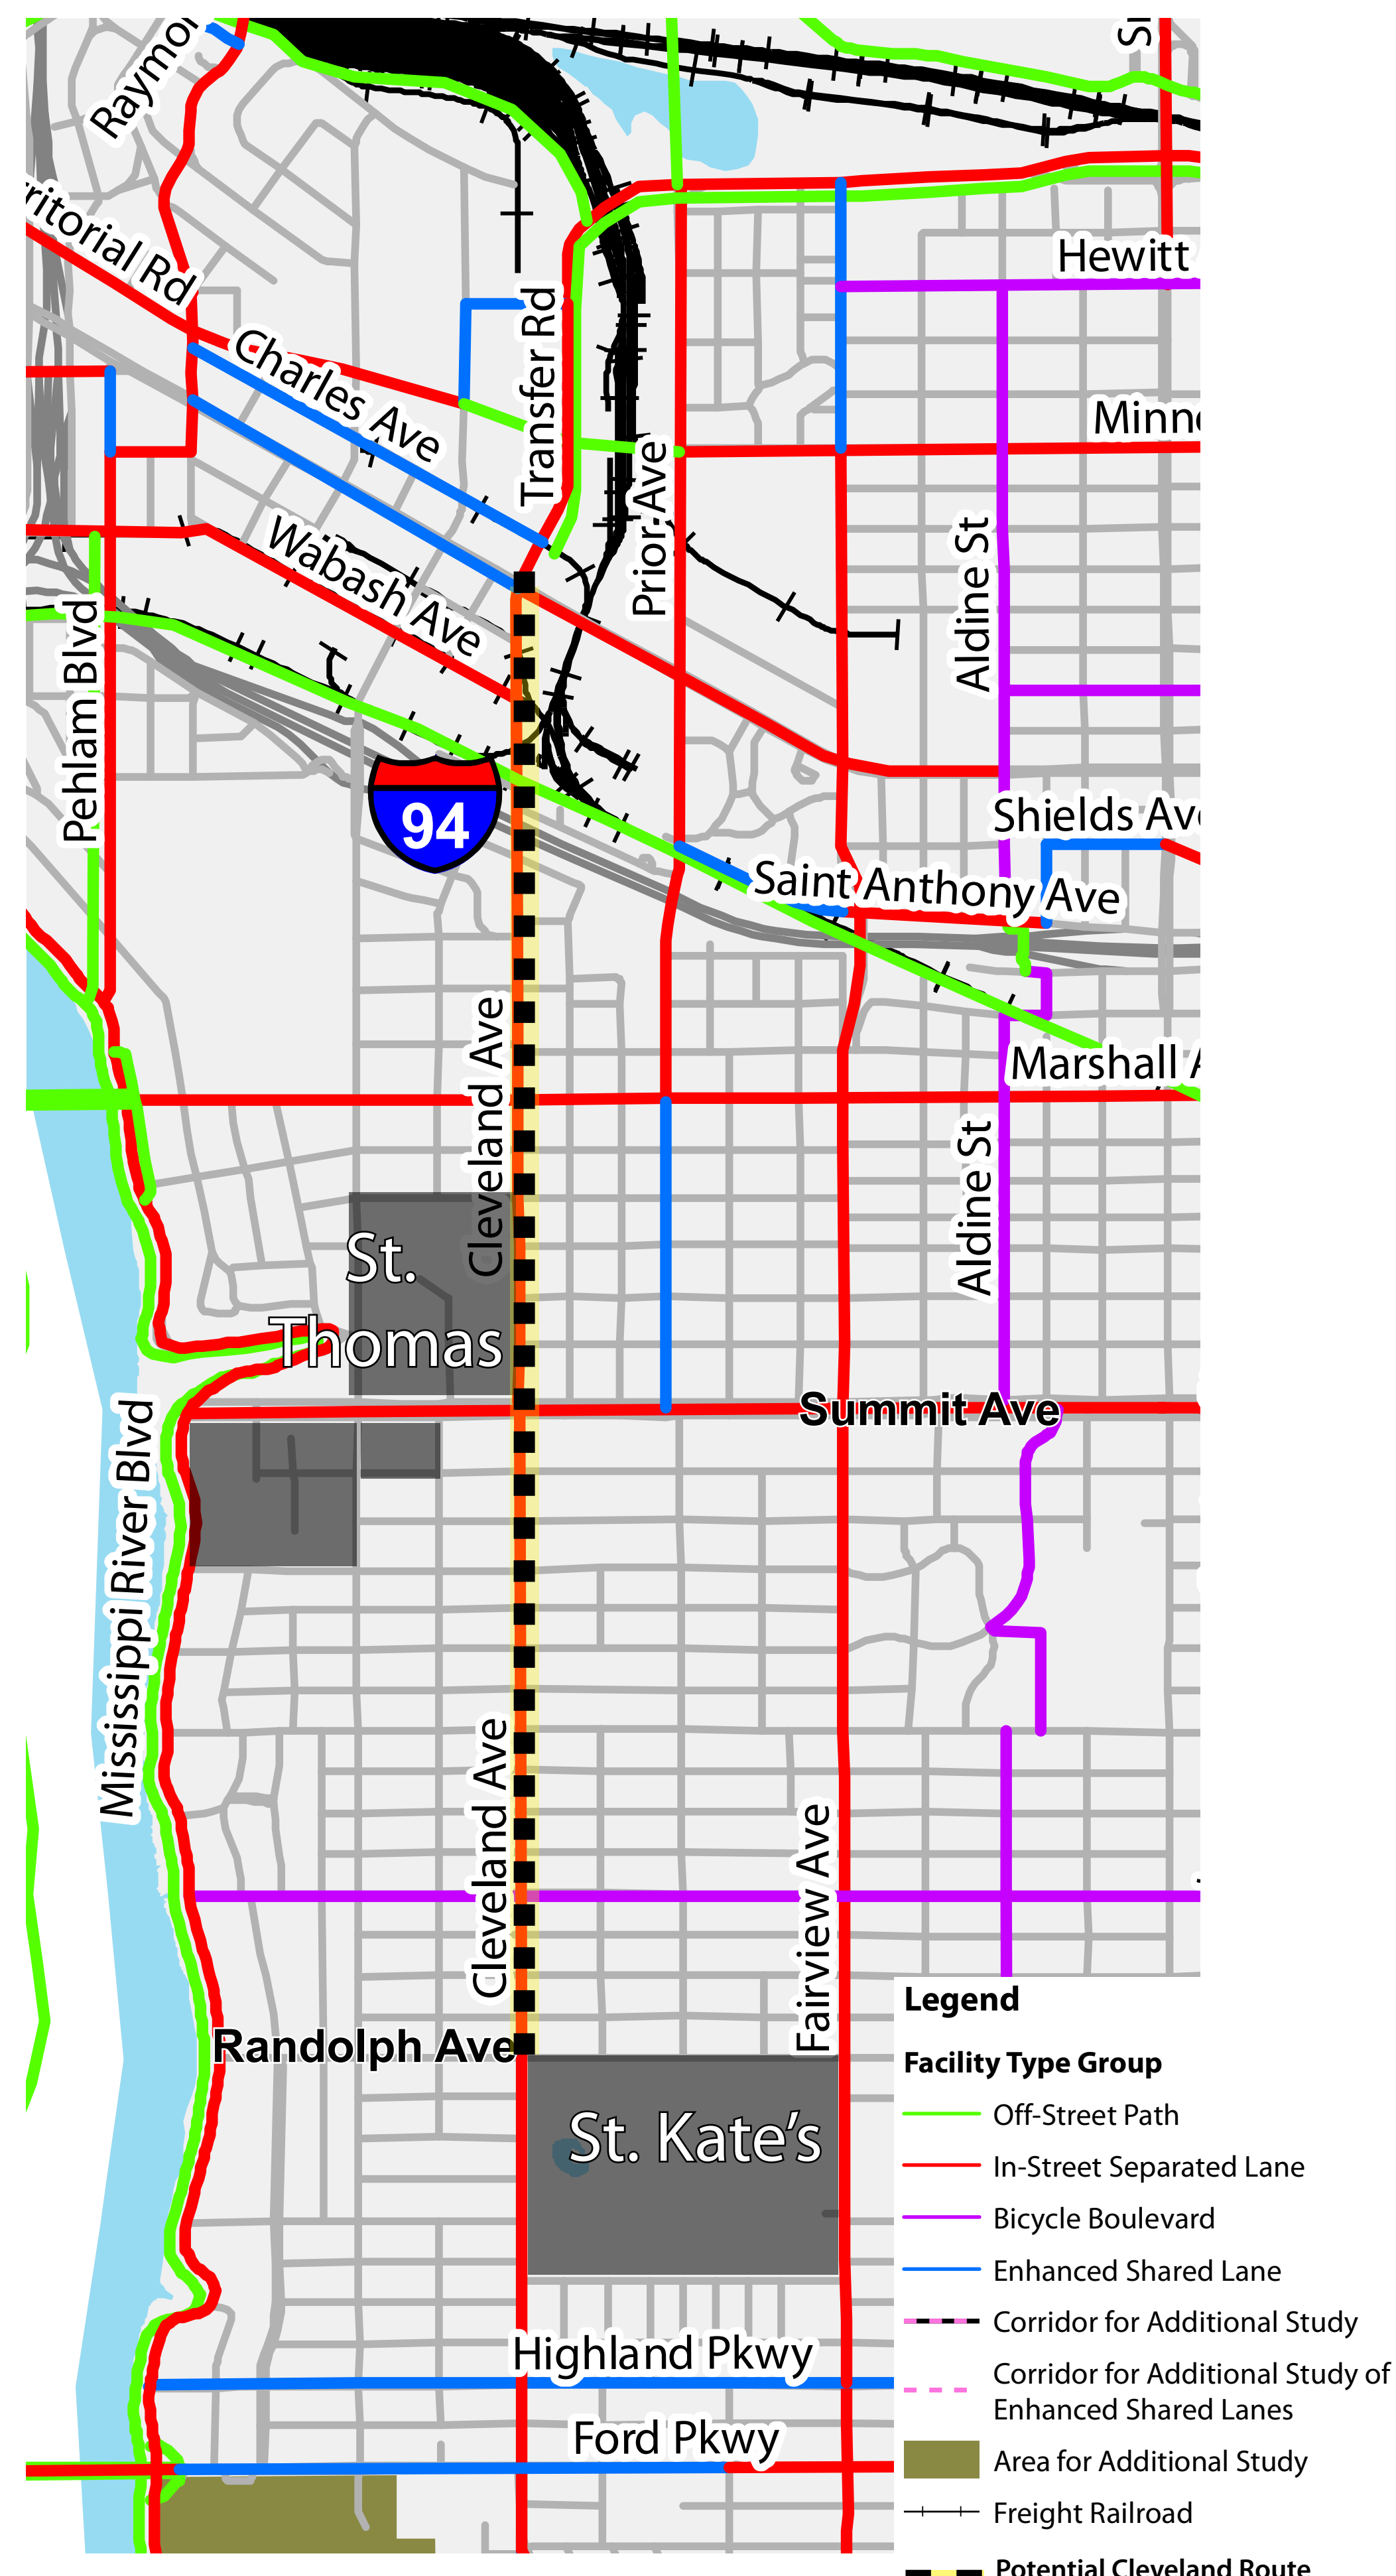 Raymon
Si
Hewitt
ritorial Rd
Charles Ave
Transfer Rd
Minne
Prior Ave
Wabash Ave
Aldine St
Pehlam Blvd
94
Shields Ave
Saint Anthony Ave
Cleveland Ave
Marshall A
Aldine St
St.
Thomas
Summit Ave
Mississippi River Blvd
Cleveland Ave
Fairview Ave
Randolph Ave
St. Kate's
Highland Pkwy
Ford Pkwy
Legend
Facility Type Group
Off-Street Path
In-Street Separated Lane
Bicycle Boulevard
Enhanced Shared Lane
Corridor for Additional Study
Corridor for Additional Study of
Enhanced Shared Lanes
Area for Additional Study
Freight Railroad
Potential Cleveland Route